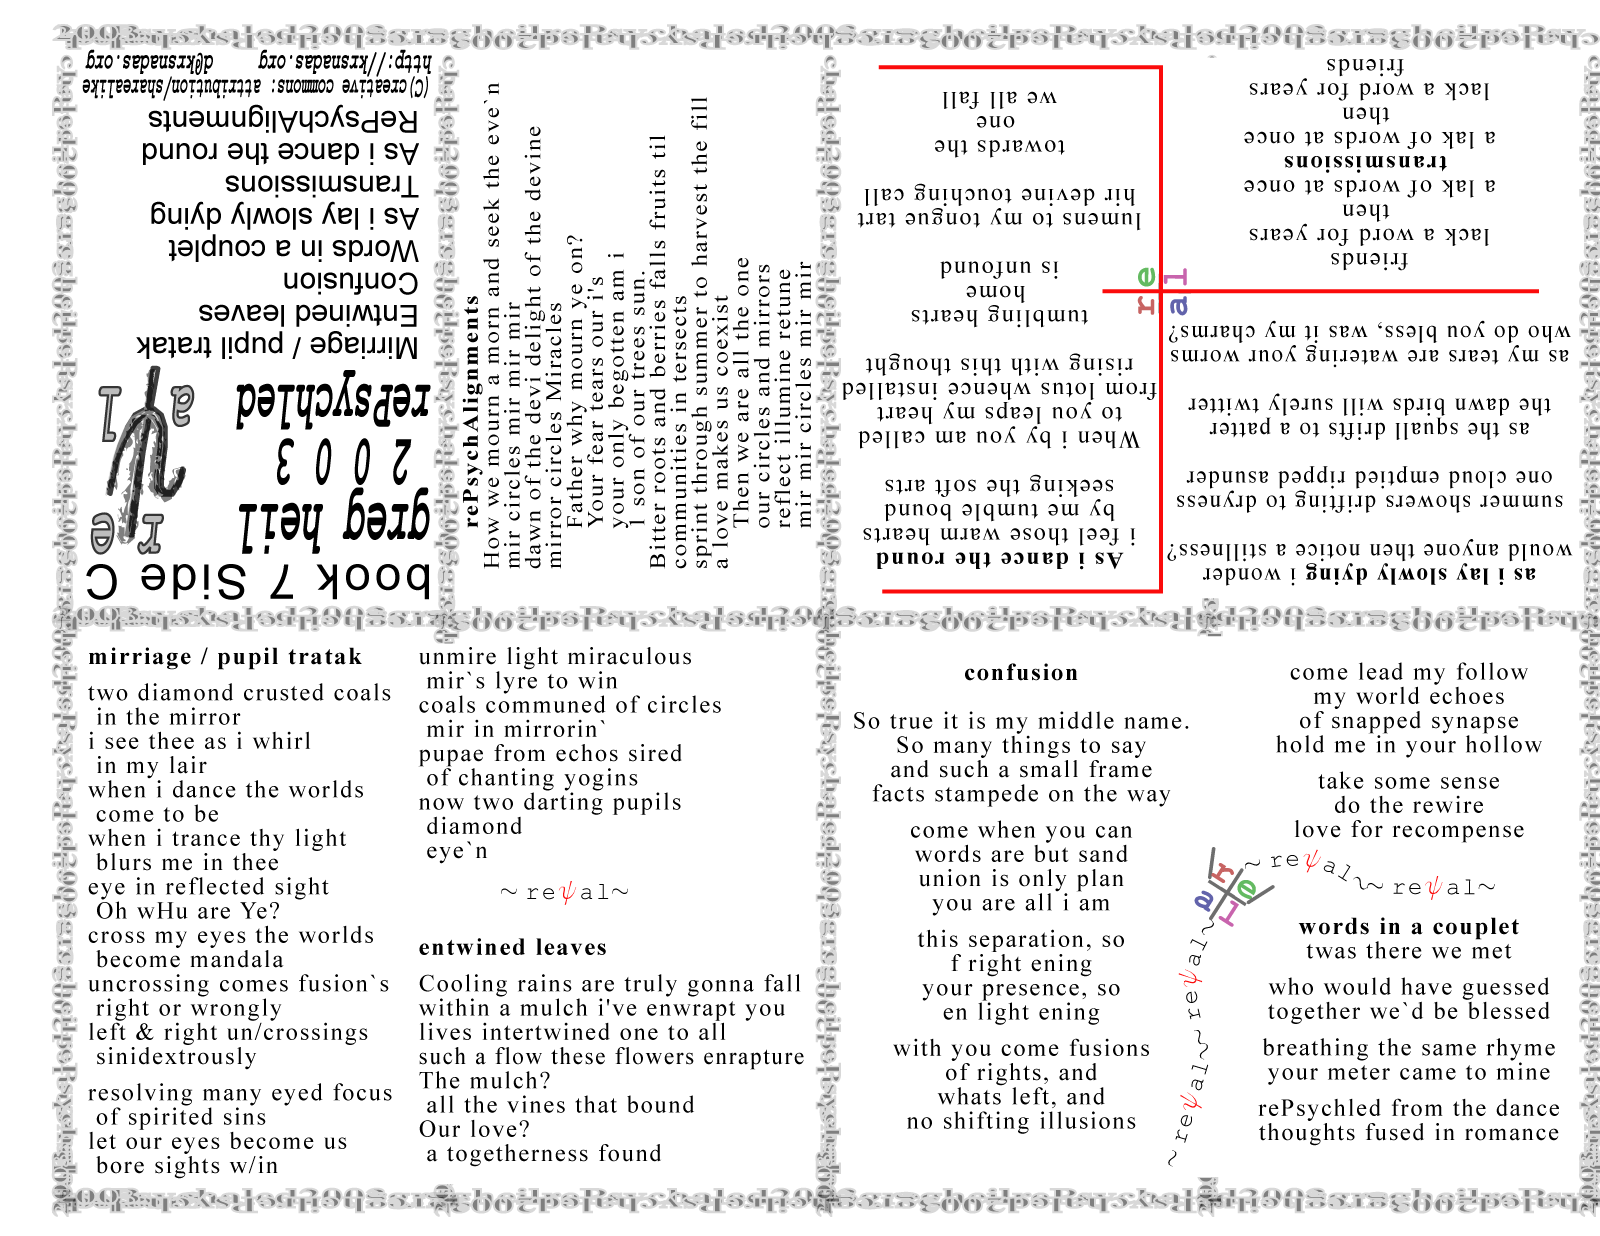 book 7 Side C
greg heil
2 0 0 3
rePsychled
re
al
Mirriage / pupil tratak
Entwined leaves
Confusion
Words in a couplet
As i lay slowly dying
Transmissions
As i dance the round
RePsychAlignments
(C)creative commons: attribution/sharealike
http://krsnadas.org d@krsnadas.org
rePsychAlignments
How we mourn a morn and seek the eve`n
mir circles mir mir mir
dawn of the devi delight of the devine
mirror circles Miracles
Father why mourn ye on?
Your fear tears our i's
your only begotten am i
1 son of our trees sun.
Bitter roots and berries falls fruits til
communities in tersects
sprint through summer to harvest the fill
a love makes us coexist
Then we are all the one
our circles and mirrors
reflect illumine retune
mir mir circles mir mir
As i dance the round
i feel those warm hearts
by me tumble bound
seeking the soft arts
When i by you am called
to you leaps my heart
from lotus whence installed
rising with this thought
tumbling hearts
home
is unfound
lumens to my tongue tart
hir devine touching call
towards the
one
we all fall
re
al
as i lay slowly dying i wonder
would anyone then notice a stillness?
summer showers drifting to dryness
one cloud emptied ripped asunder
as the squall drifts to a patter
the dawn birds will surely twitter
as my tears are watering your worms
who do you bless, was it my charms?
friends
lack a word for years
then
a lak of words at once
transmissions
a lak of words at once
then
lack a word for years
friends
mirriage / pupil tratak
two diamond crusted coals
in the mirror
i see thee as i whirl
in my lair
when i dance the worlds
come to be
when i trance thy light
blurs me in thee
eye in reflected sight
Oh wHu are Ye?
cross my eyes the worlds
become mandala
uncrossing comes fusion`s
right or wrongly
left & right un/crossings
sinidextrously
resolving many eyed focus
of spirited sins
let our eyes become us
bore sights w/in
unmire light miraculous
mir`s lyre to win
coals communed of circles
mir in mirrorin`
pupae from echos sired
of chanting yogins
now two darting pupils
diamond
eye`n
~reψal~
entwined leaves
Cooling rains are truly gonna fall
within a mulch i've enwrapt you
lives intertwined one to all
such a flow these flowers enrapture
The mulch?
all the vines that bound
Our love?
a togetherness found
confusion
So true it is my middle name.
So many things to say
and such a small frame
facts stampede on the way
come when you can
words are but sand
union is only plan
you are all i am
this separation, so
f right ening
your presence, so
en light ening
with you come fusions
of rights, and
whats left, and
no shifting illusions
~reψal~~reψal~
re
al
come lead my follow
my world echoes
of snapped synapse
hold me in your hollow
take some sense
do the rewire
love for recompense
~reψal~~reψal~
words in a couplet
twas there we met
who would have guessed
together we`d be blessed
breathing the same rhyme
your meter came to mine
rePsychled from the dance
thoughts fused in romance